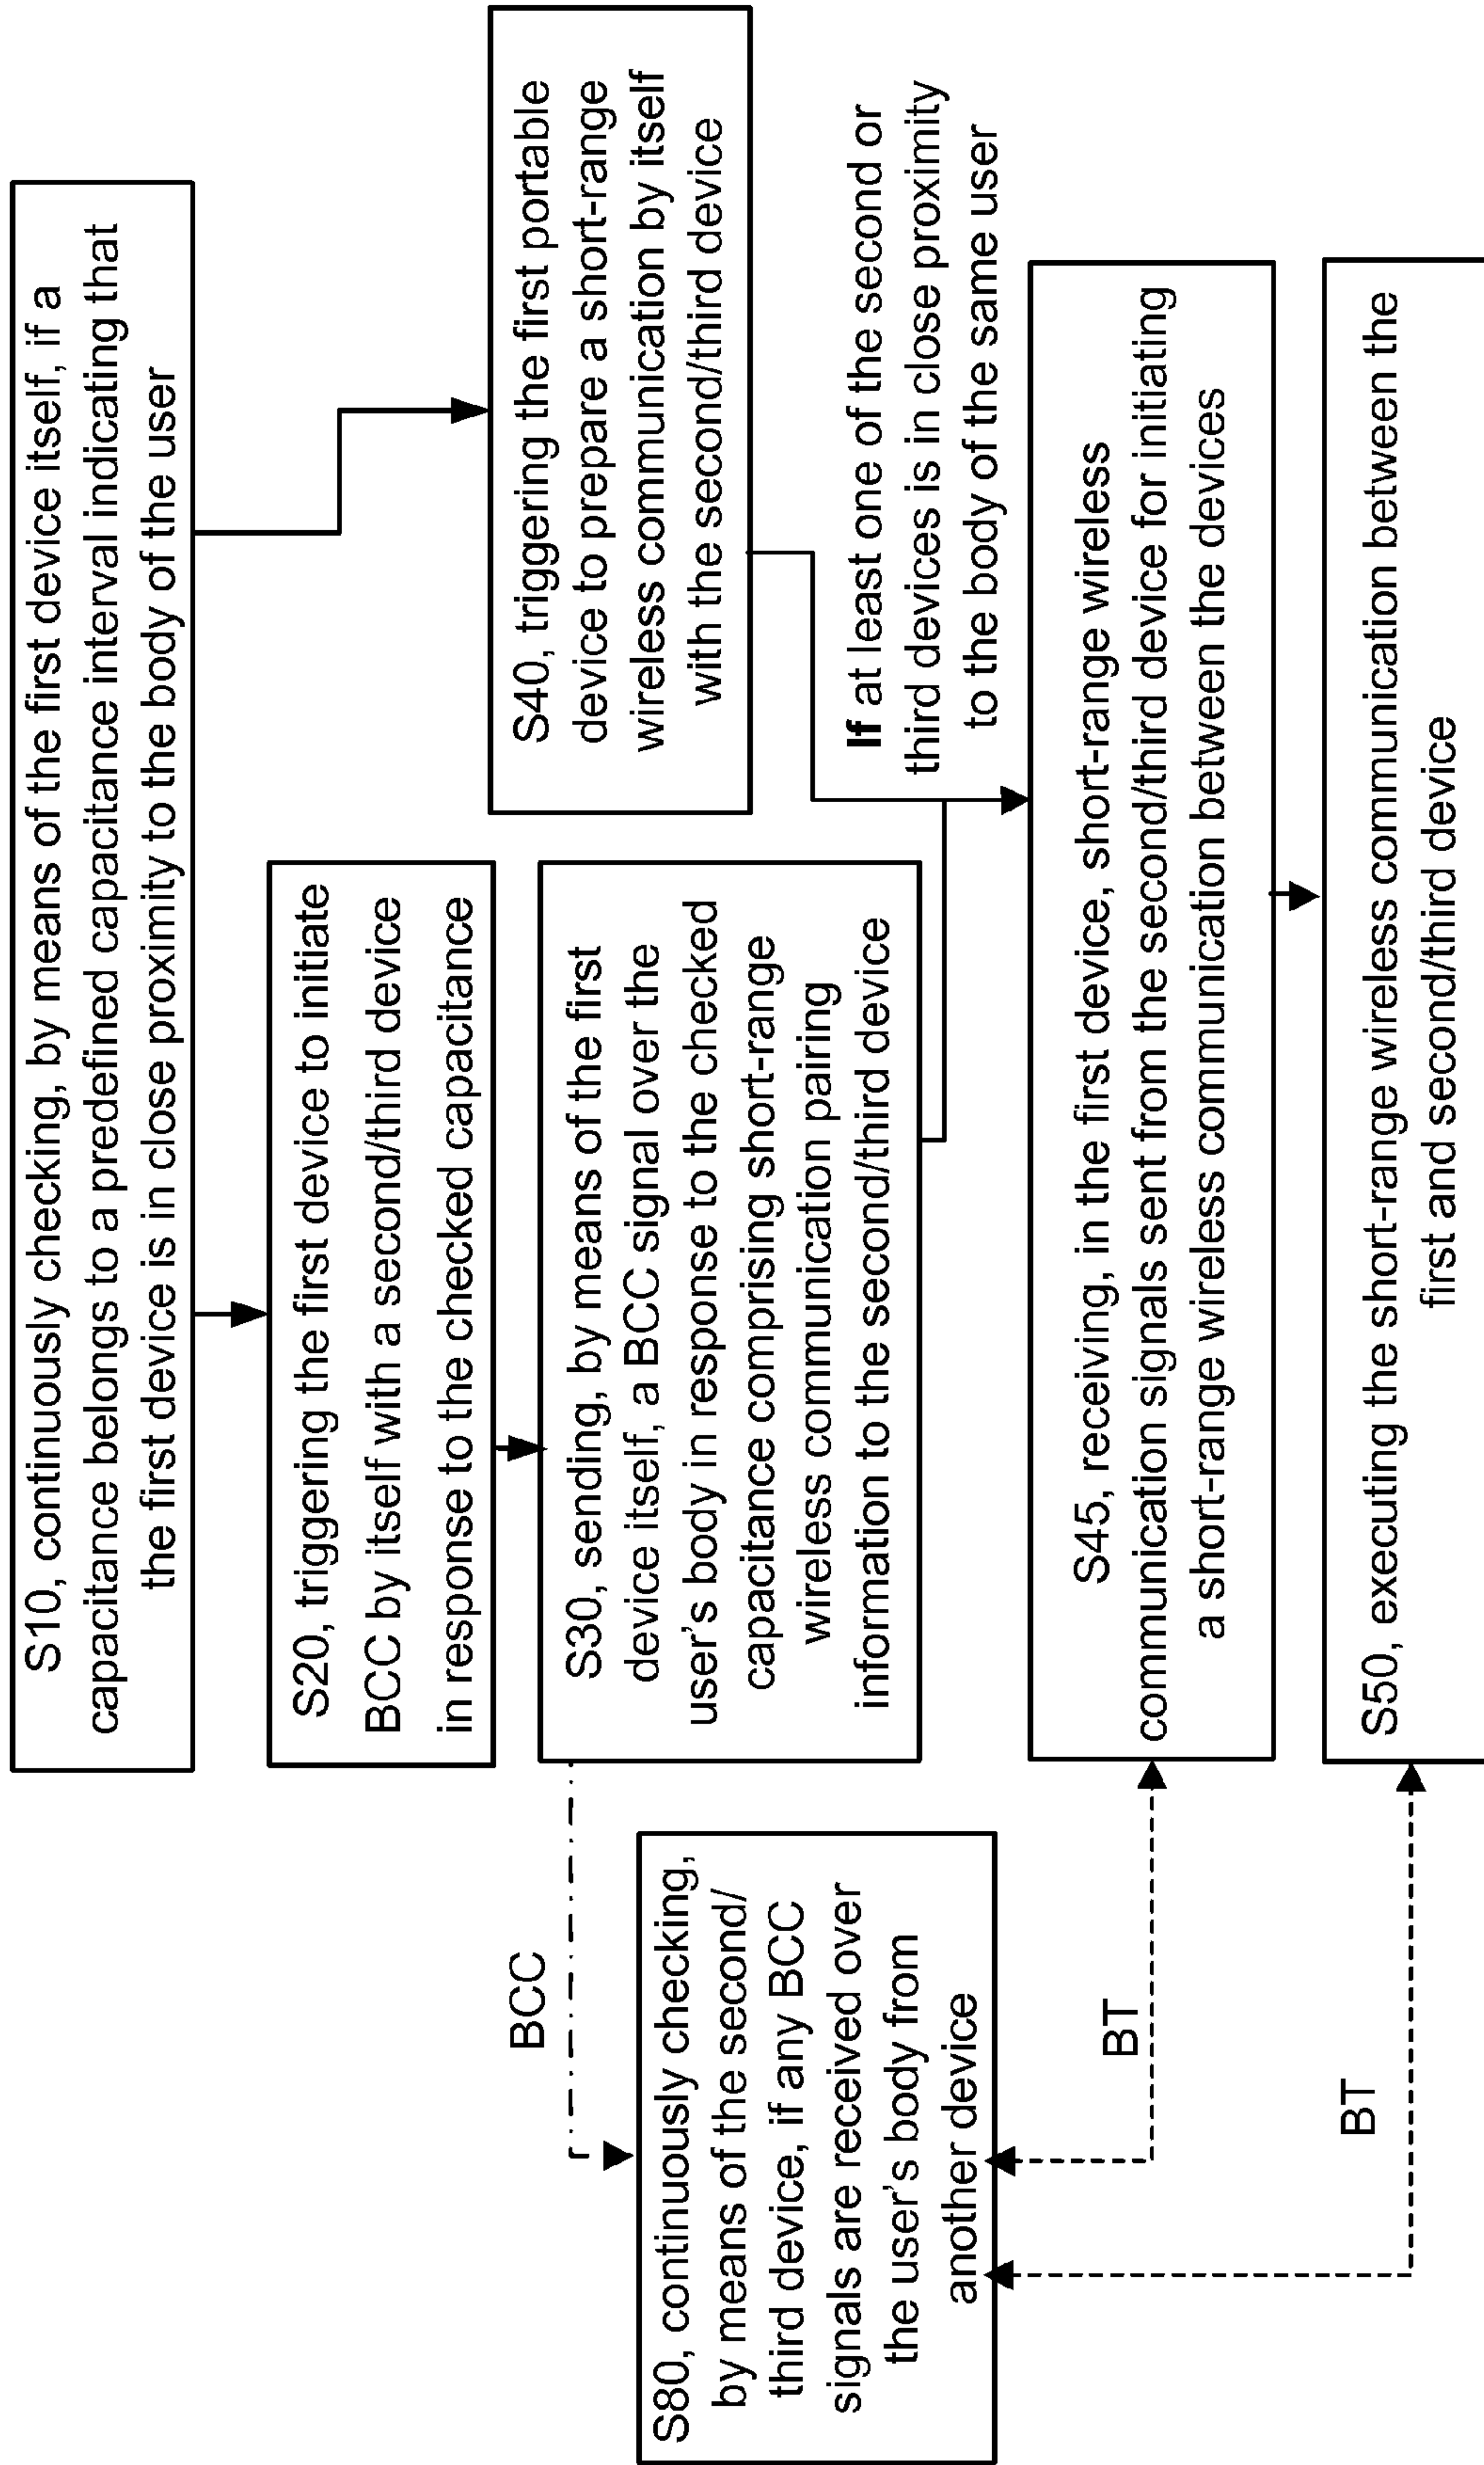 S10, continuously checking, by means of the first device itself, if a
capacitance belongs to a predefined capacitance interval indicating that
the first device is in close proximity to the body of the user
S20, triggering the first device to initiate
BCC by itself with a second/third device
in response to the checked capacitance
S40, triggering the first portable
device to prepare a short-range
wireless communication by itself
with the second/third device
S30, sending, by means of the first
device itself, a BCC signal over the
user's body in response to the checked
capacitance comprising short-range
wireless communication pairing
information to the second/third device
BCC
S80, continuously checking,
by means of the second/
third device, if any BCC
signals are received over
the user's body from
another device
If at least one of the second or
third devices is in close proximity
to the body of the same user
S45, receiving, in the first device, short-range wireless
communication signals sent from the second/third device for initiating
a short-range wireless communication between the devices
BT
S50, executing the short-range wireless communication between the
first and second/third device
BT